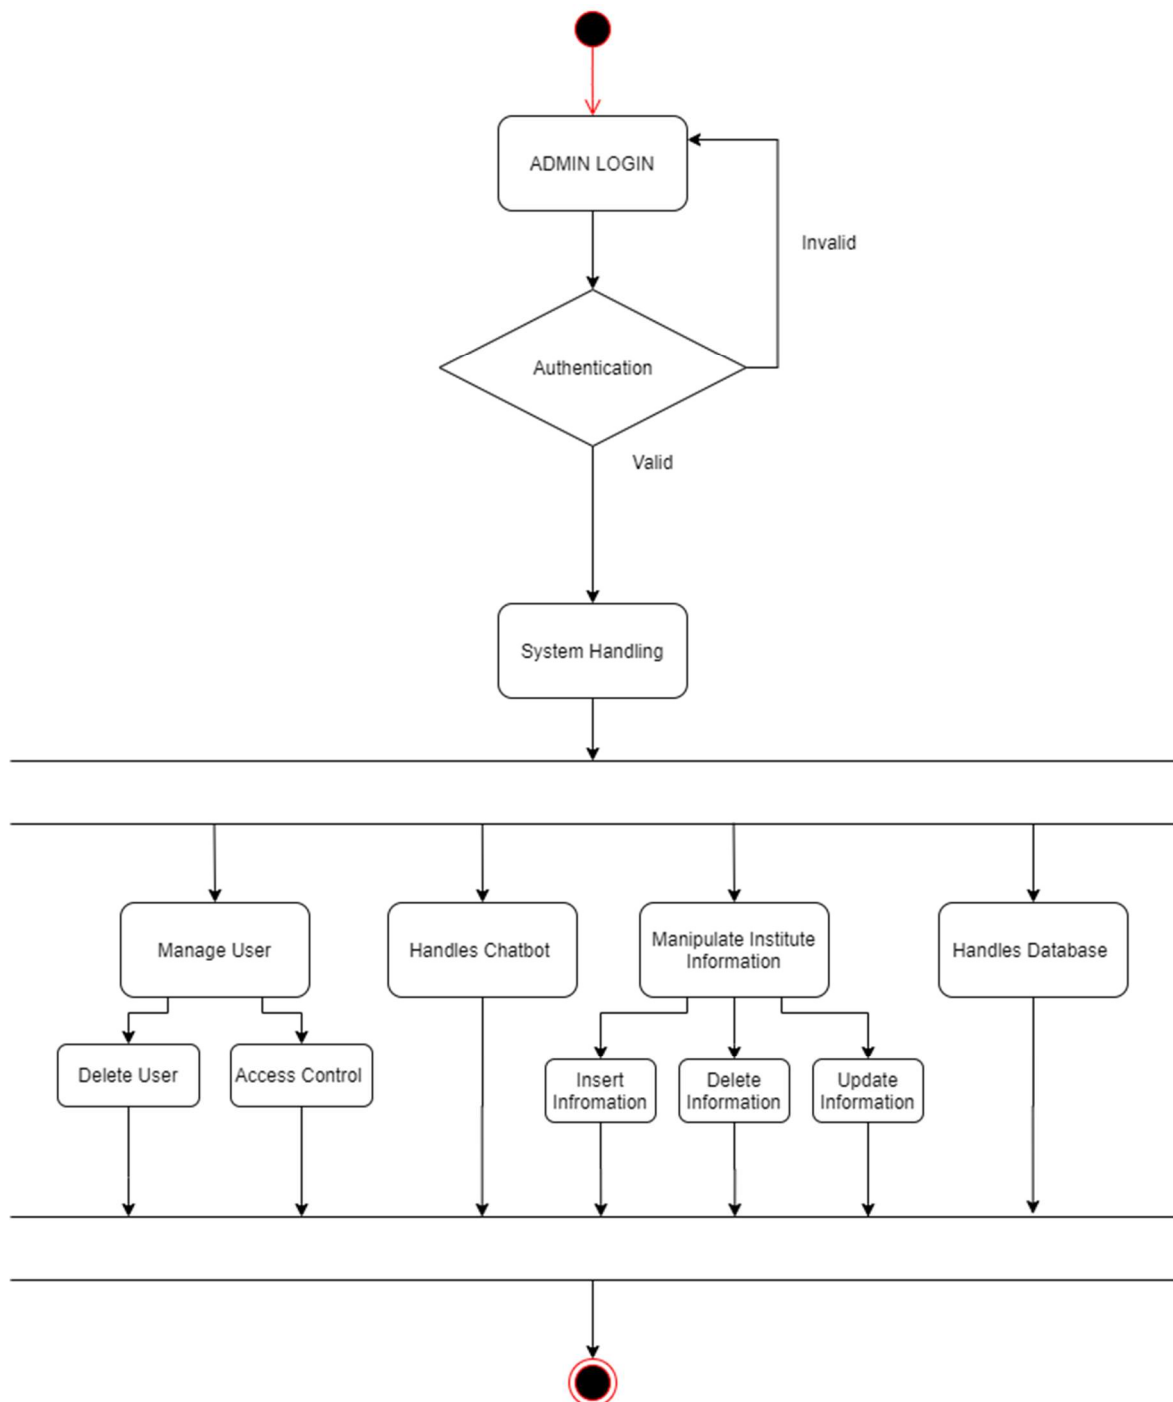 ADMIN LOGIN
Invalid
Authentication
Valid
System Handling
Manage User
Handles Chatbot
Manipulate Institute
Information
Handles Database
Delete User
Access Control
Insert
Infromation
Delete
Information
Update
Information